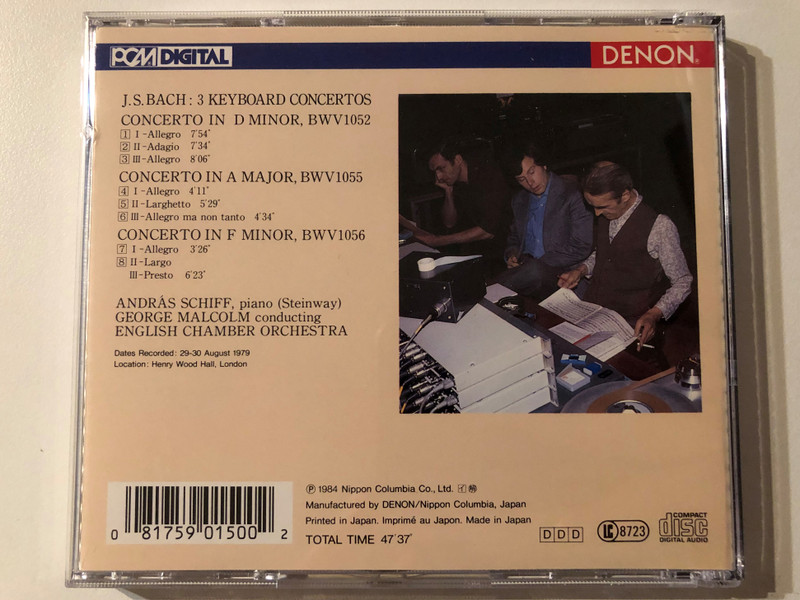 PCM DIGITAL
DENON®
J.S.BACH : 3 KEYBOARD CONCERTOS
CONCERTO IN D MINOR, BWV1052
1 I-Allegro 7'54"
2 II-Adagio 7'34"
3 III-Allegro 8'06"
CONCERTO IN A MAJOR, BWV1055
4 I-Allegro 4'11"
5 II-Larghetto 5'29"
6 III-Allegro ma non tanto 4'34"
CONCERTO IN F MINOR, BWV1056
7 I-Allegro 3'26"
8 II-Largo
III-Presto 6'23"
ANDRÁS SCHIFF, piano (Steinway)
GEORGE MALCOLM conducting
ENGLISH CHAMBER ORCHESTRA
Dates Recorded: 29-30 August 1979
Location: Henry Wood Hall, London
0 81759 01500 2
Ⓟ 1984 Nippon Columbia Co., Ltd.
Manufactured by DENON/Nippon Columbia, Japan
Printed in Japan. Imprimé au Japon. Made in Japan
TOTAL TIME 47'37"
DDD
LC 8723
COMPACT
disc
DIGITAL AUDIO